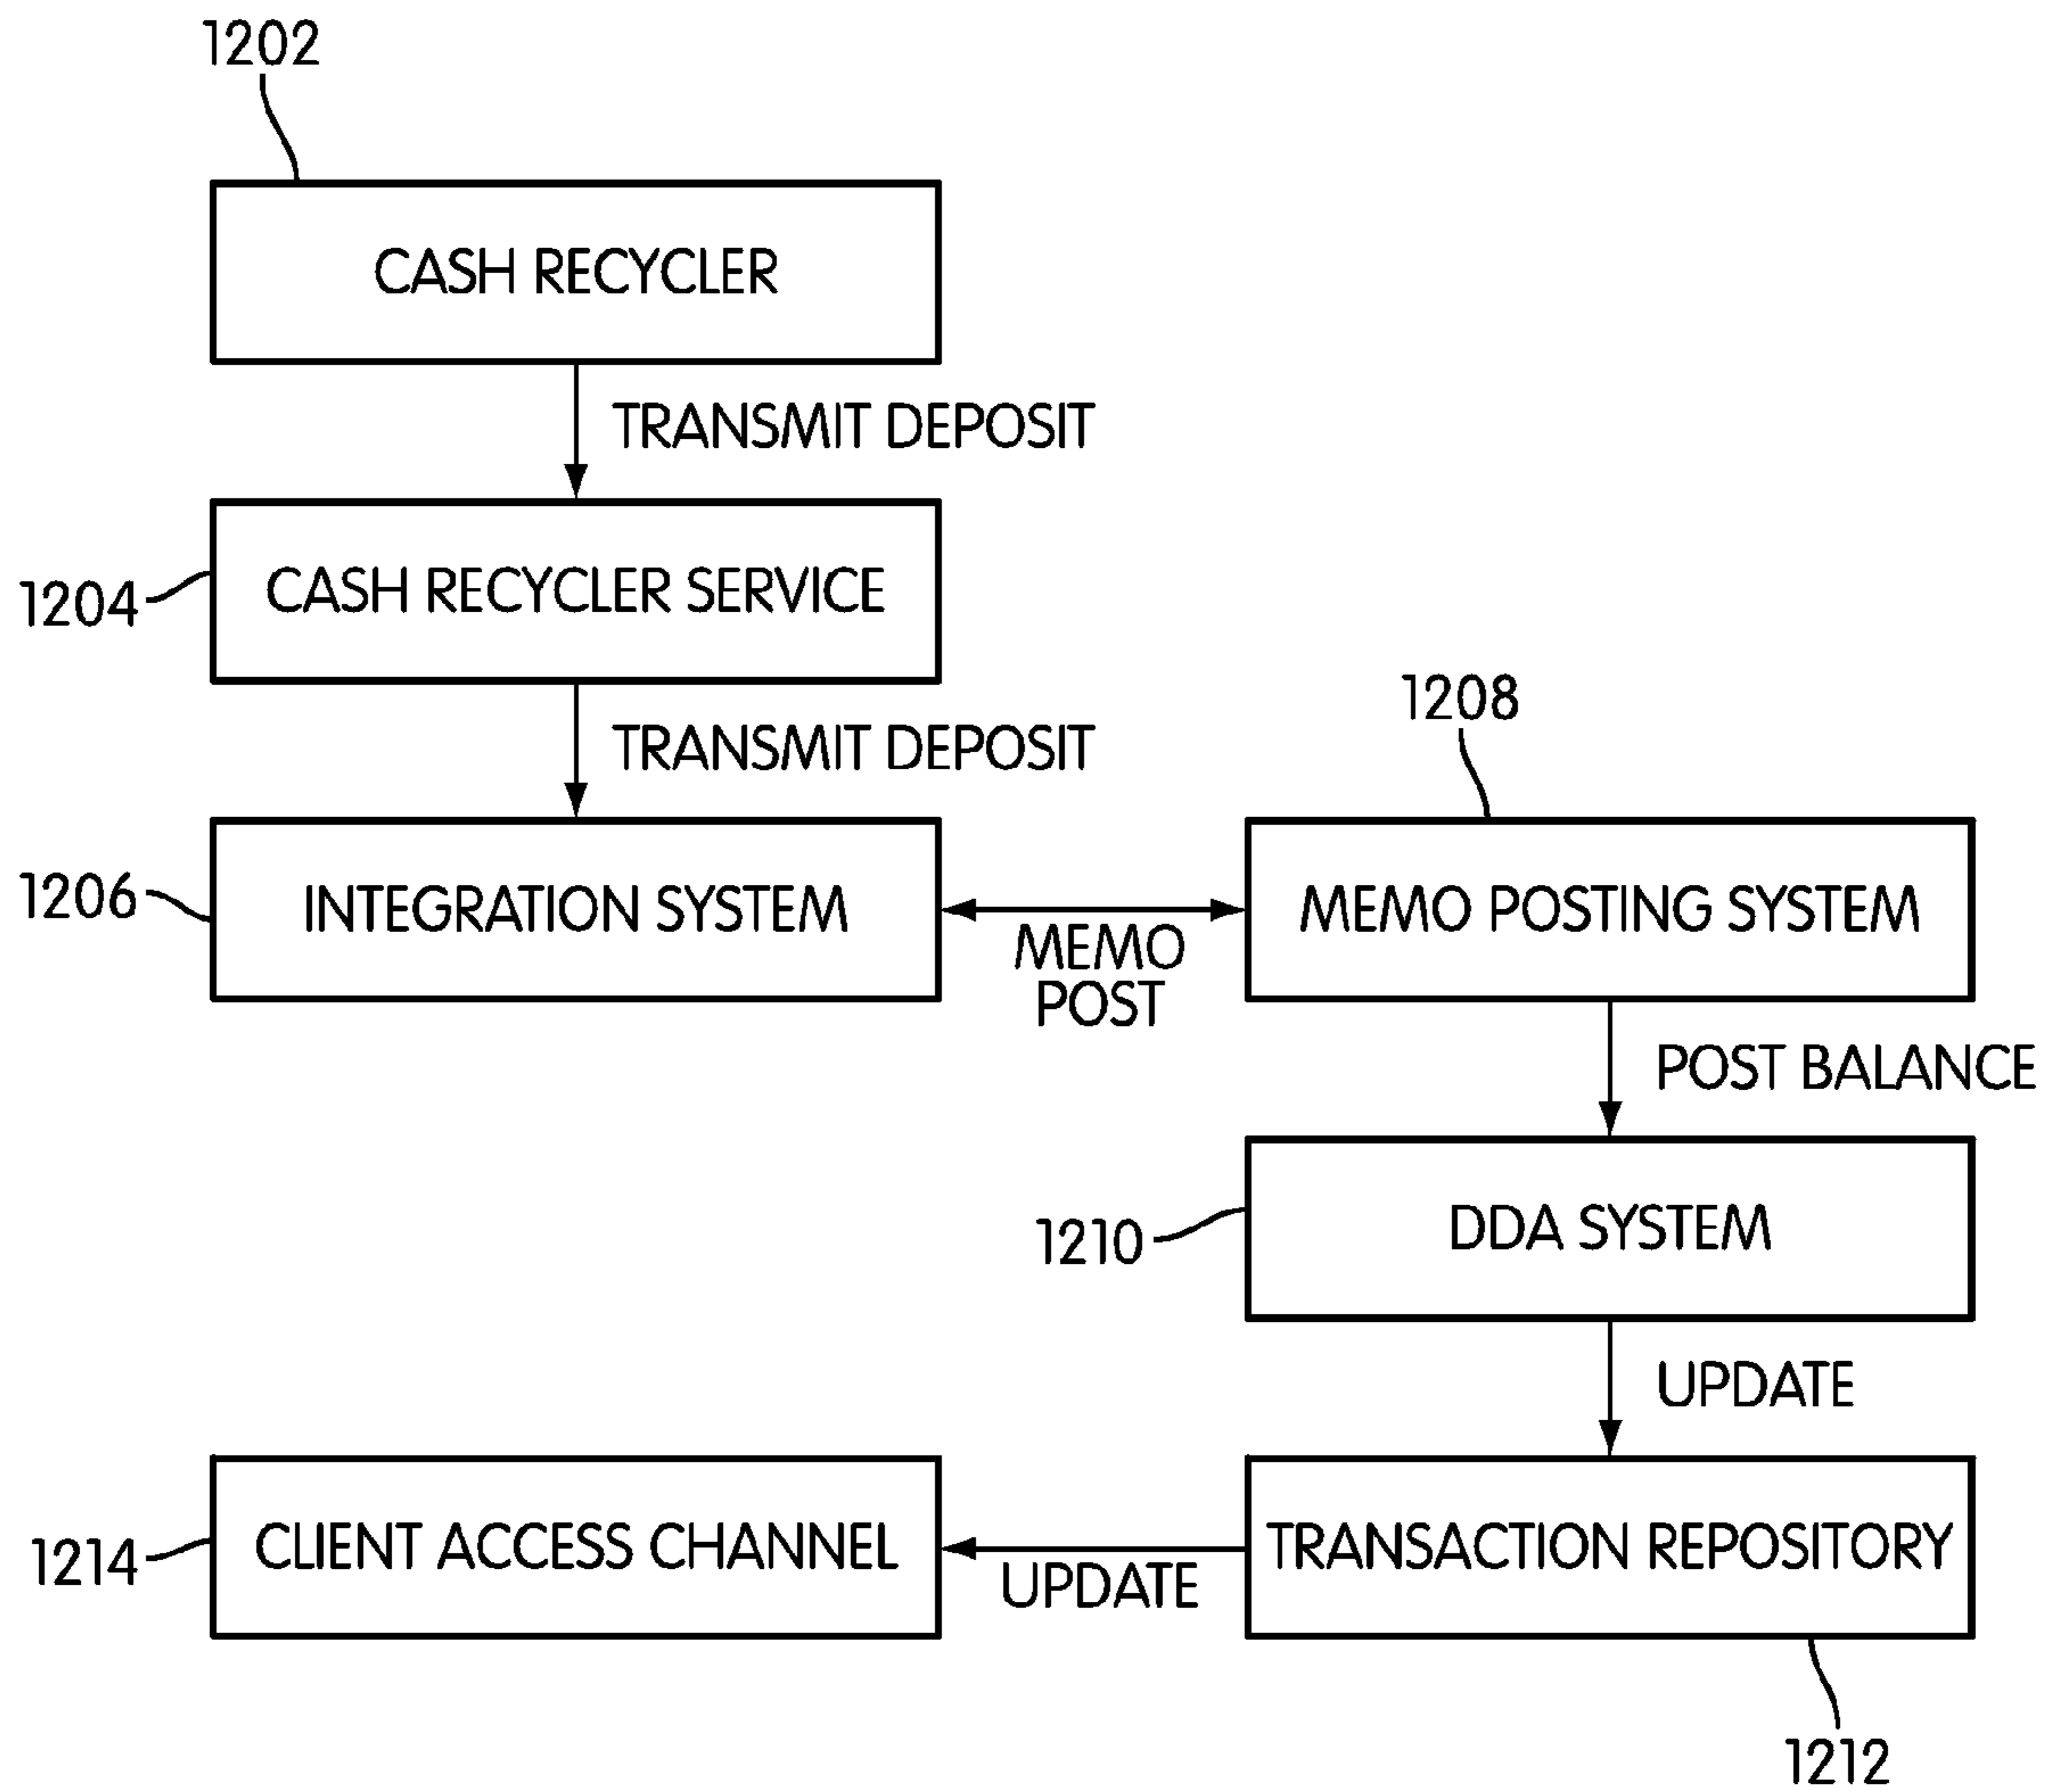 1202
CASH RECYCLER
TRANSMIT DEPOSIT
1204
CASH RECYCLER SERVICE
TRANSMIT DEPOSIT
1206
INTEGRATION SYSTEM
MEMO
POST
1208
MEMO POSTING SYSTEM
POST BALANCE
1210
DDA SYSTEM
UPDATE
TRANSACTION REPOSITORY
1212
UPDATE
1214
CLIENT ACCESS CHANNEL